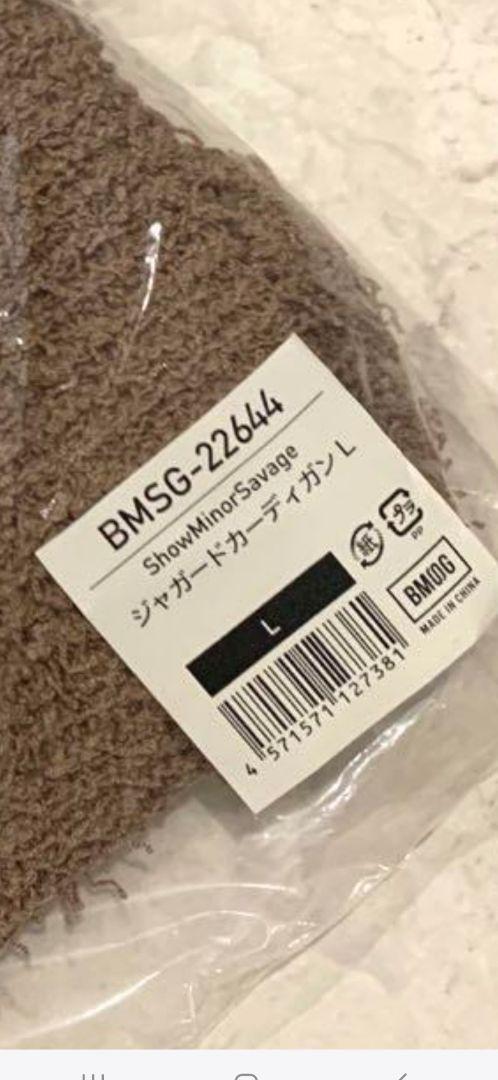 BMSG-22644
ShowMinorSavage
ジャガードカーディガン L
紙
プラ
PP
L
BMSG
MADE IN CHINA
4 571571 127381